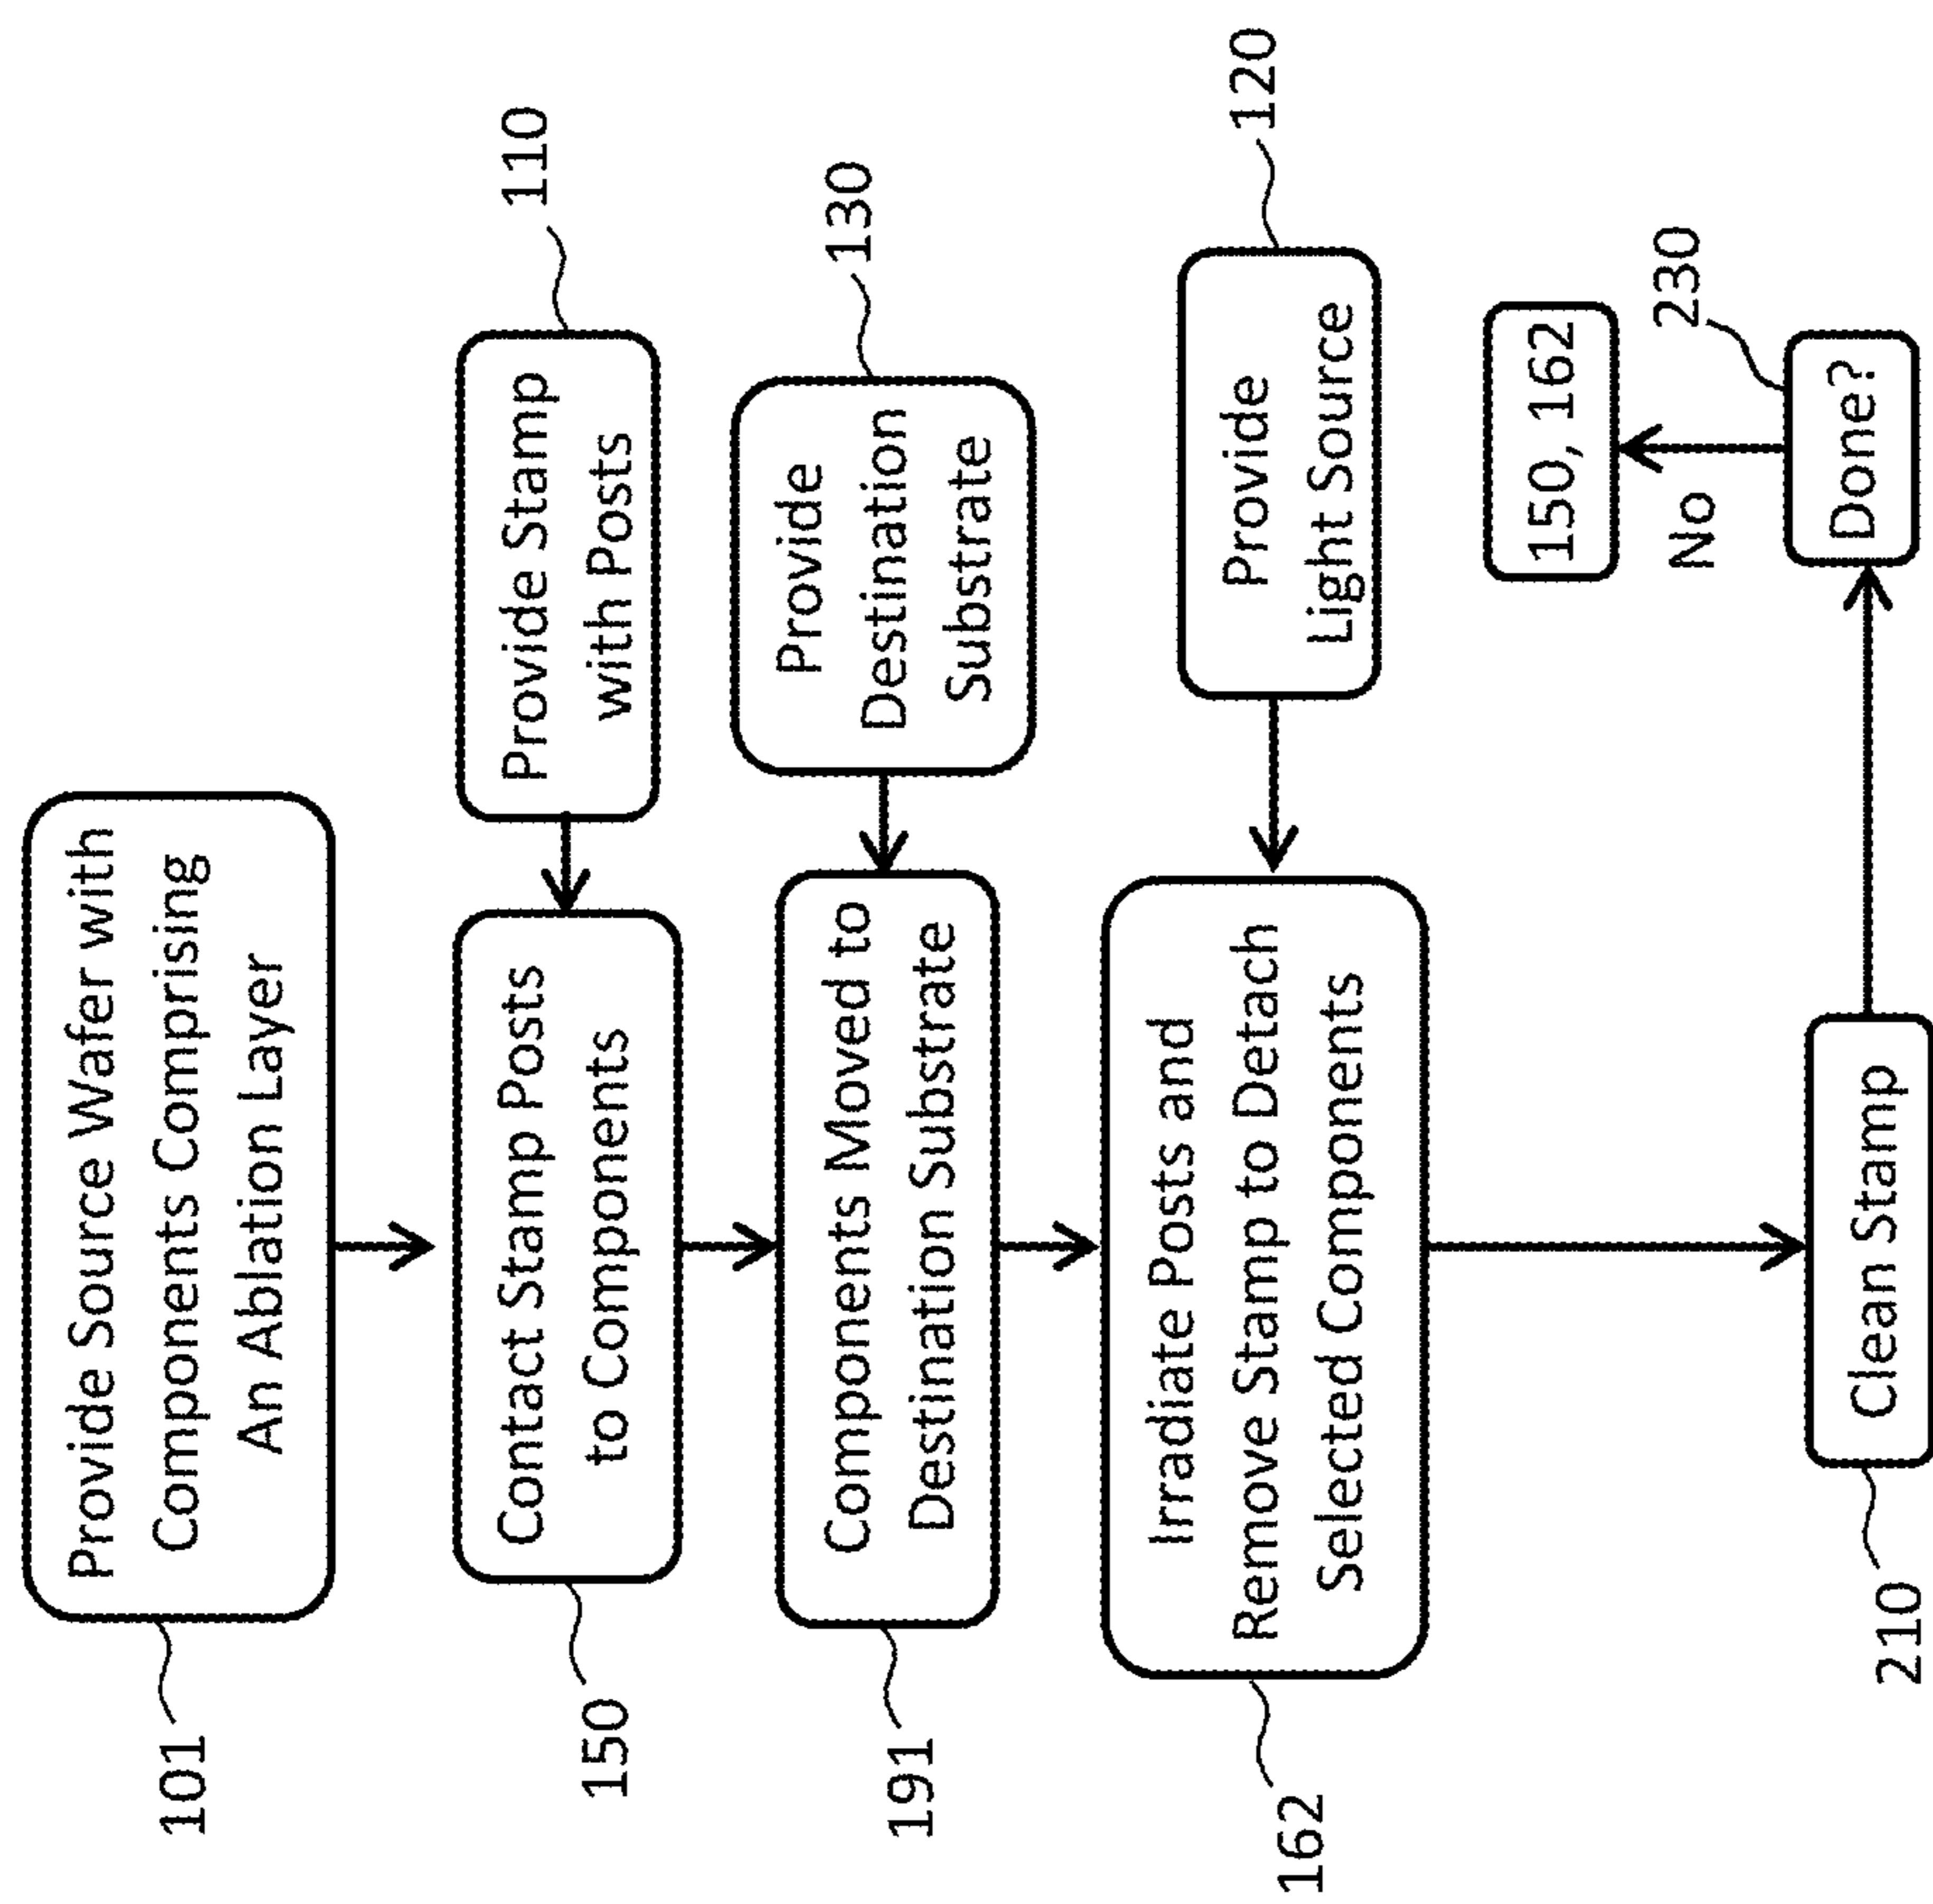 101
Provide Source Wafer with
Components Comprising
An Ablation Layer
150
Contact Stamp Posts
to Components
Provide Stamp
with Posts
110
191
Components Moved to
Destination Substrate
Provide
Destination
Substrate
130
162
Irradiate Posts and
Remove Stamp to Detach
Selected Components
Provide
Light Source
120
150, 162
No
210
Clean Stamp
Done?
230